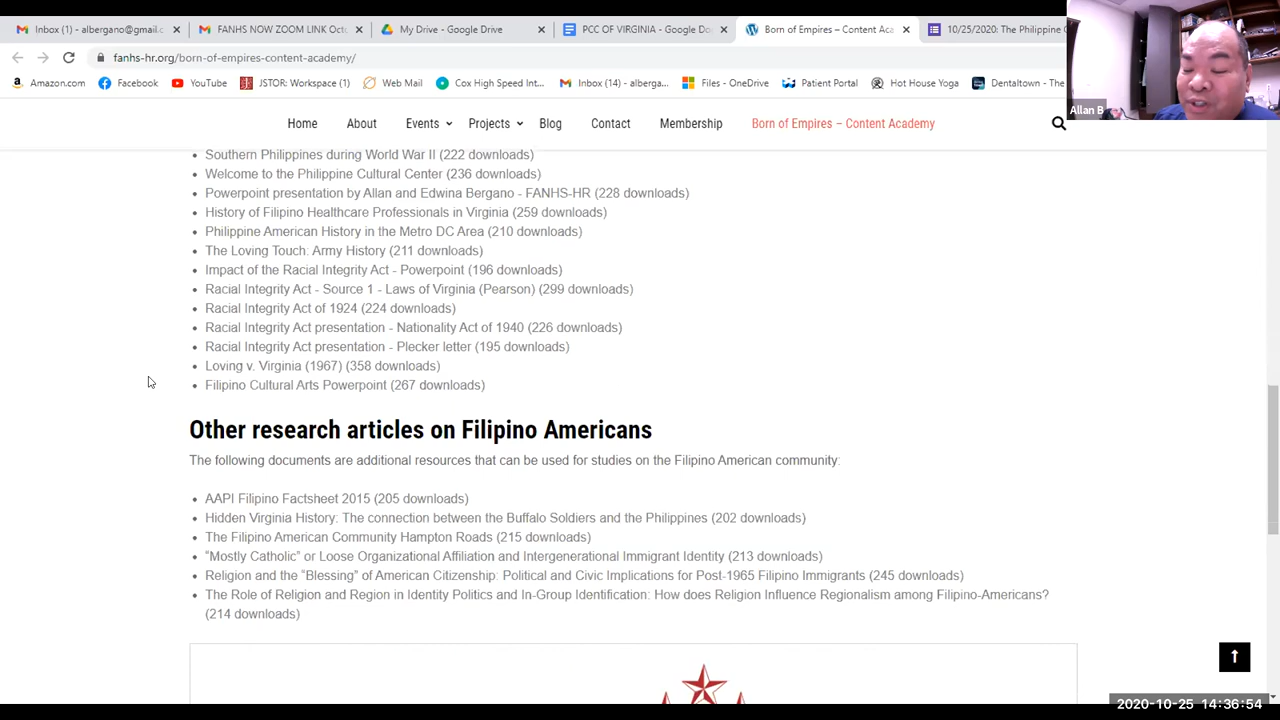 Inbox (1) - albergano@gmail.c
FANHS NOW ZOOM LINK Octo
My Drive - Google Drive
PCC OF VIRGINIA - Google Do
Born of Empires – Content Aca
10/25/2020: The Philippine C
fanhs-hr.org/born-of-empires-content-academy/
Amazon.com
Facebook
YouTube
JSTOR: Workspace (1)
Web Mail
Cox High Speed Int...
Inbox (14) - alberga...
Files - OneDrive
Patient Portal
Hot House Yoga
Dentaltown - The
Allan B
Home
About
Events
Projects
Blog
Contact
Membership
Born of Empires – Content Academy
Southern Philippines during World War II (222 downloads)
Welcome to the Philippine Cultural Center (236 downloads)
Powerpoint presentation by Allan and Edwina Bergano - FANHS-HR (228 downloads)
History of Filipino Healthcare Professionals in Virginia (259 downloads)
Philippine American History in the Metro DC Area (210 downloads)
The Loving Touch: Army History (211 downloads)
Impact of the Racial Integrity Act - Powerpoint (196 downloads)
Racial Integrity Act - Source 1 - Laws of Virginia (Pearson) (299 downloads)
Racial Integrity Act of 1924 (224 downloads)
Racial Integrity Act presentation - Nationality Act of 1940 (226 downloads)
Racial Integrity Act presentation - Plecker letter (195 downloads)
Loving v. Virginia (1967) (358 downloads)
Filipino Cultural Arts Powerpoint (267 downloads)
Other research articles on Filipino Americans
The following documents are additional resources that can be used for studies on the Filipino American community:
AAPI Filipino Factsheet 2015 (205 downloads)
Hidden Virginia History: The connection between the Buffalo Soldiers and the Philippines (202 downloads)
The Filipino American Community Hampton Roads (215 downloads)
“Mostly Catholic” or Loose Organizational Affiliation and Intergenerational Immigrant Identity (213 downloads)
Religion and the “Blessing” of American Citizenship: Political and Civic Implications for Post-1965 Filipino Immigrants (245 downloads)
The Role of Religion and Region in Identity Politics and In-Group Identification: How does Religion Influence Regionalism among Filipino-Americans?
(214 downloads)
2020-10-25 14:36:54